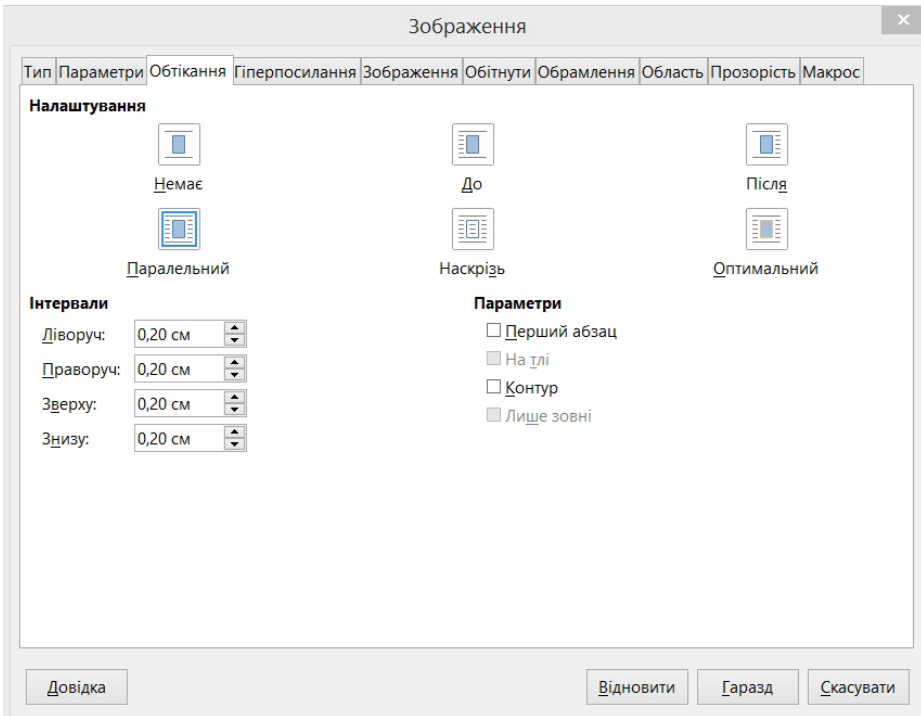 Зображення
Тип Параметри Обтікання Гіперпосилання Зображення Обітнути Обрамлення Область Прозорість Макрос
Налаштування
Немає До Після
Паралельний Наскрізь Оптимальний
Інтервали Параметри
Ліворуч: 0,20 см Перший абзац
Праворуч: 0,20 см На тлі
Зверху: 0,20 см Контур
Знизу: 0,20 см Лише зовні
Довідка Відновити Гаразд Скасувати